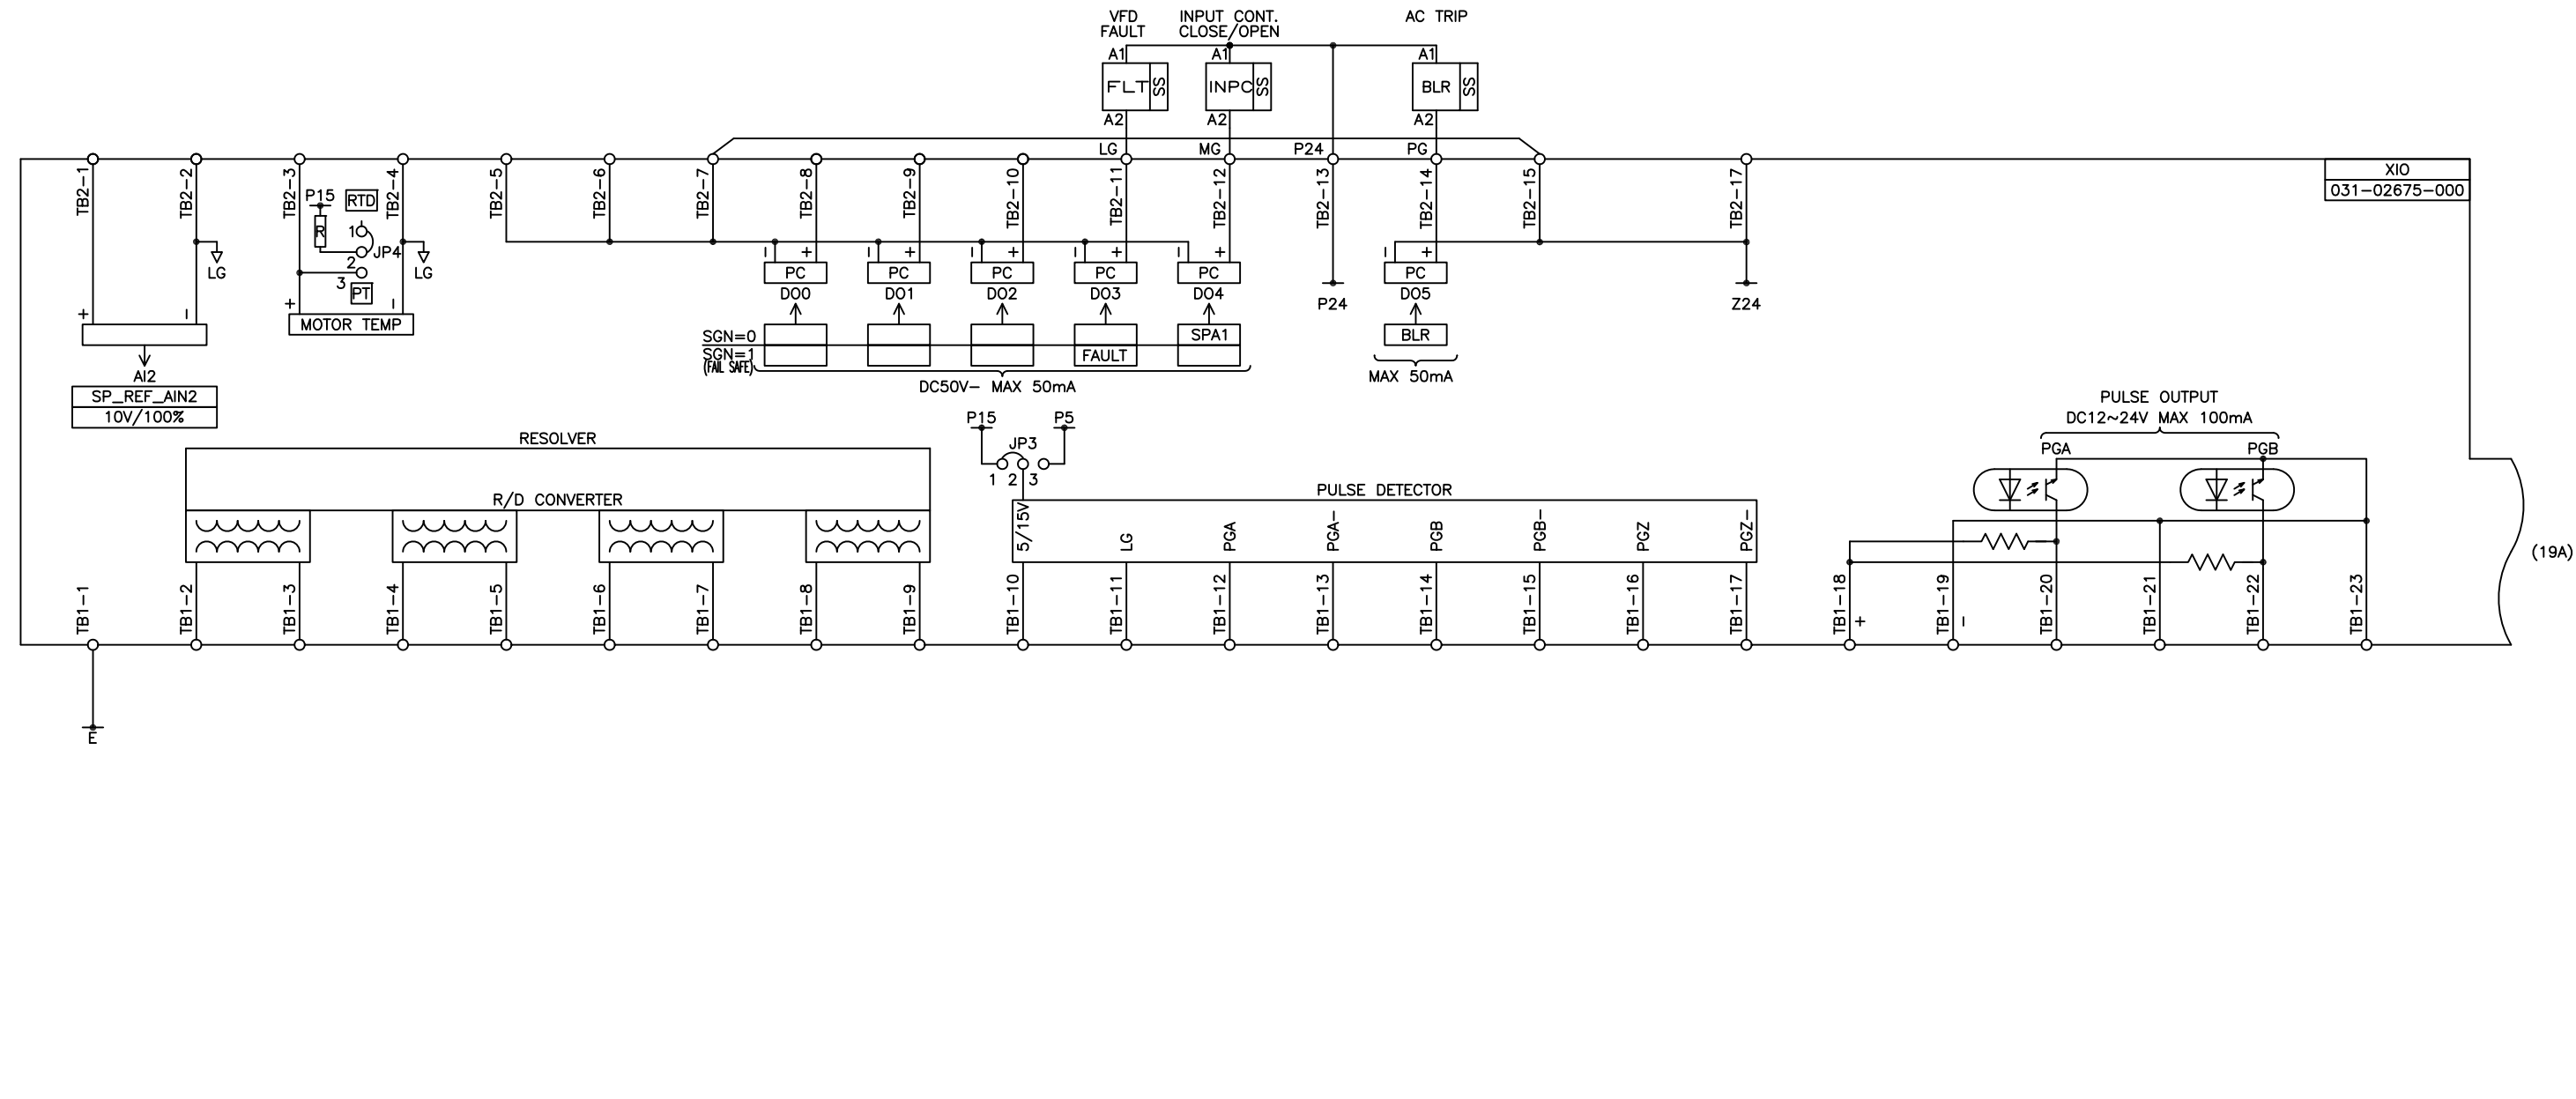 VFD INPUT CONT. AC TRIP
FAULT CLOSE/OPEN
A1 A1 A1
FLT SS INPC SS BLR SS
A2 A2 A2
LG MG P24 PG
TB2-1 TB2-2 TB2-3 TB2-4 TB2-5 TB2-6 TB2-7 TB2-8 TB2-9 TB2-10 TB2-11 TB2-12 TB2-13 TB2-14 TB2-15 TB2-17
XIO
031-02675-000
P15 RTD
R 1
JP4
2
3 PT
LG LG
+ - + -
MOTOR TEMP
- + - + - + - + - + - +
PC PC PC PC PC PC
DO0 DO1 DO2 DO3 DO4 P24 DO5 Z24
SGN=0 SPA1 BLR
SGN=1 FAULT
(FAIL SAFE)
DC50V- MAX 50mA
MAX 50mA
AI2
SP_REF_AIN2
10V/100%
PULSE OUTPUT
DC12~24V MAX 100mA
PGA PGB
P15 P5
JP3
1 2 3
RESOLVER
R/D CONVERTER
PULSE DETECTOR
5/15V LG PGA PGA- PGB PGB- PGZ PGZ-
(19A)
TB1-1 TB1-2 TB1-3 TB1-4 TB1-5 TB1-6 TB1-7 TB1-8 TB1-9 TB1-10 TB1-11 TB1-12 TB1-13 TB1-14 TB1-15 TB1-16 TB1-17 TB1-18 + TB1-19 - TB1-20 TB1-21 TB1-22 TB1-23
E